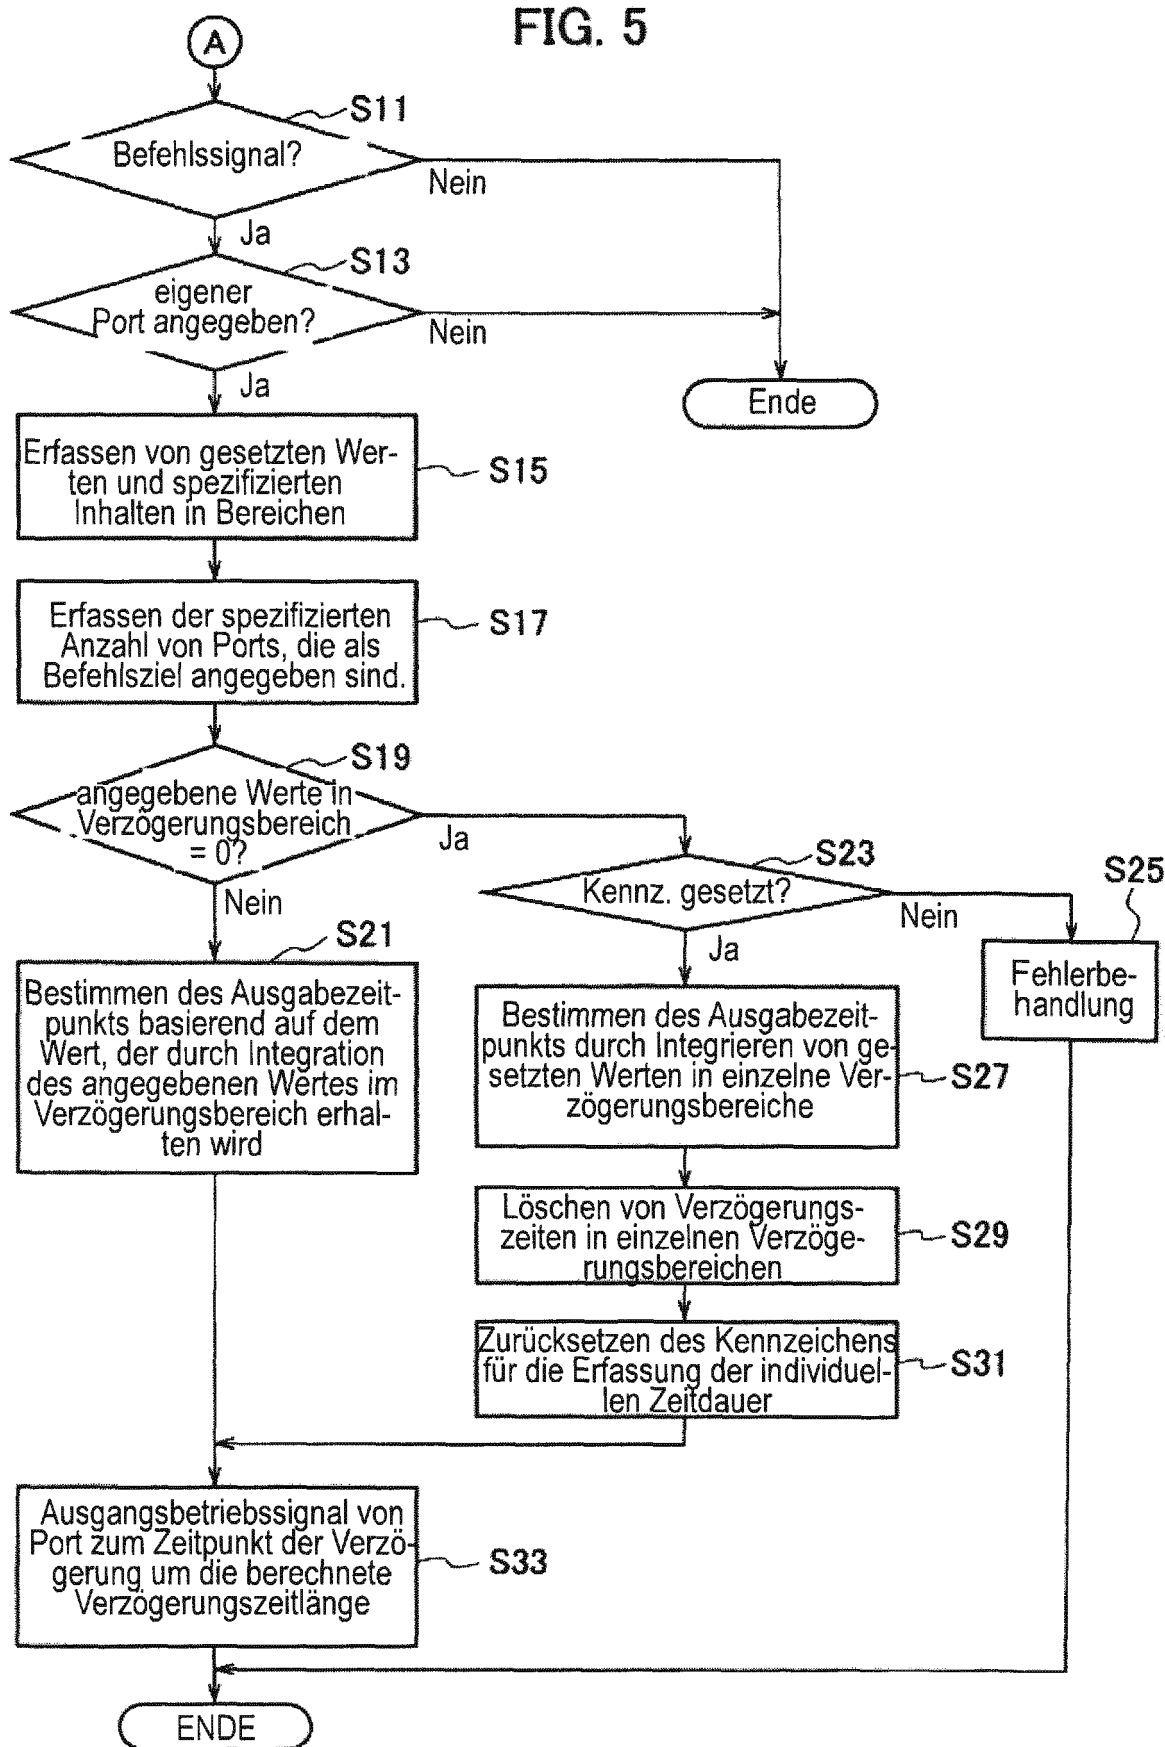 FIG. 5
A
S11
Befehlssignal?
Nein
Ja
S13
eigener
Port angegeben?
Nein
Ja
Ende
Erfassen von gesetzten Wer-
ten und spezifizierten
Inhalten in Bereichen
S15
Erfassen der spezifizierten
Anzahl von Ports, die als
Befehlsziel angegeben sind.
S17
S19
angegebene Werte in
Verzögerungsbereich
= 0?
Ja
Nein
S23
Kennz. gesetzt?
Nein
Ja
S25
Fehlerbe-
handlung
S21
Bestimmen des Ausgabezeit-
punkts basierend auf dem
Wert, der durch Integration
des angegebenen Wertes im
Verzögerungsbereich erhal-
ten wird
Bestimmen des Ausgabezeit-
punkts durch Integrieren von ge-
setzten Werten in einzelne Ver-
zögerungsbereiche
S27
Löschen von Verzögerungs-
zeiten in einzelnen Verzöge-
rungsbereichen
S29
Zurücksetzen des Kennzeichens
für die Erfassung der individuel-
len Zeitdauer
S31
Ausgangsbetriebssignal von
Port zum Zeitpunkt der Verzö-
gerung um die berechnete
Verzögerungszeitlänge
S33
ENDE